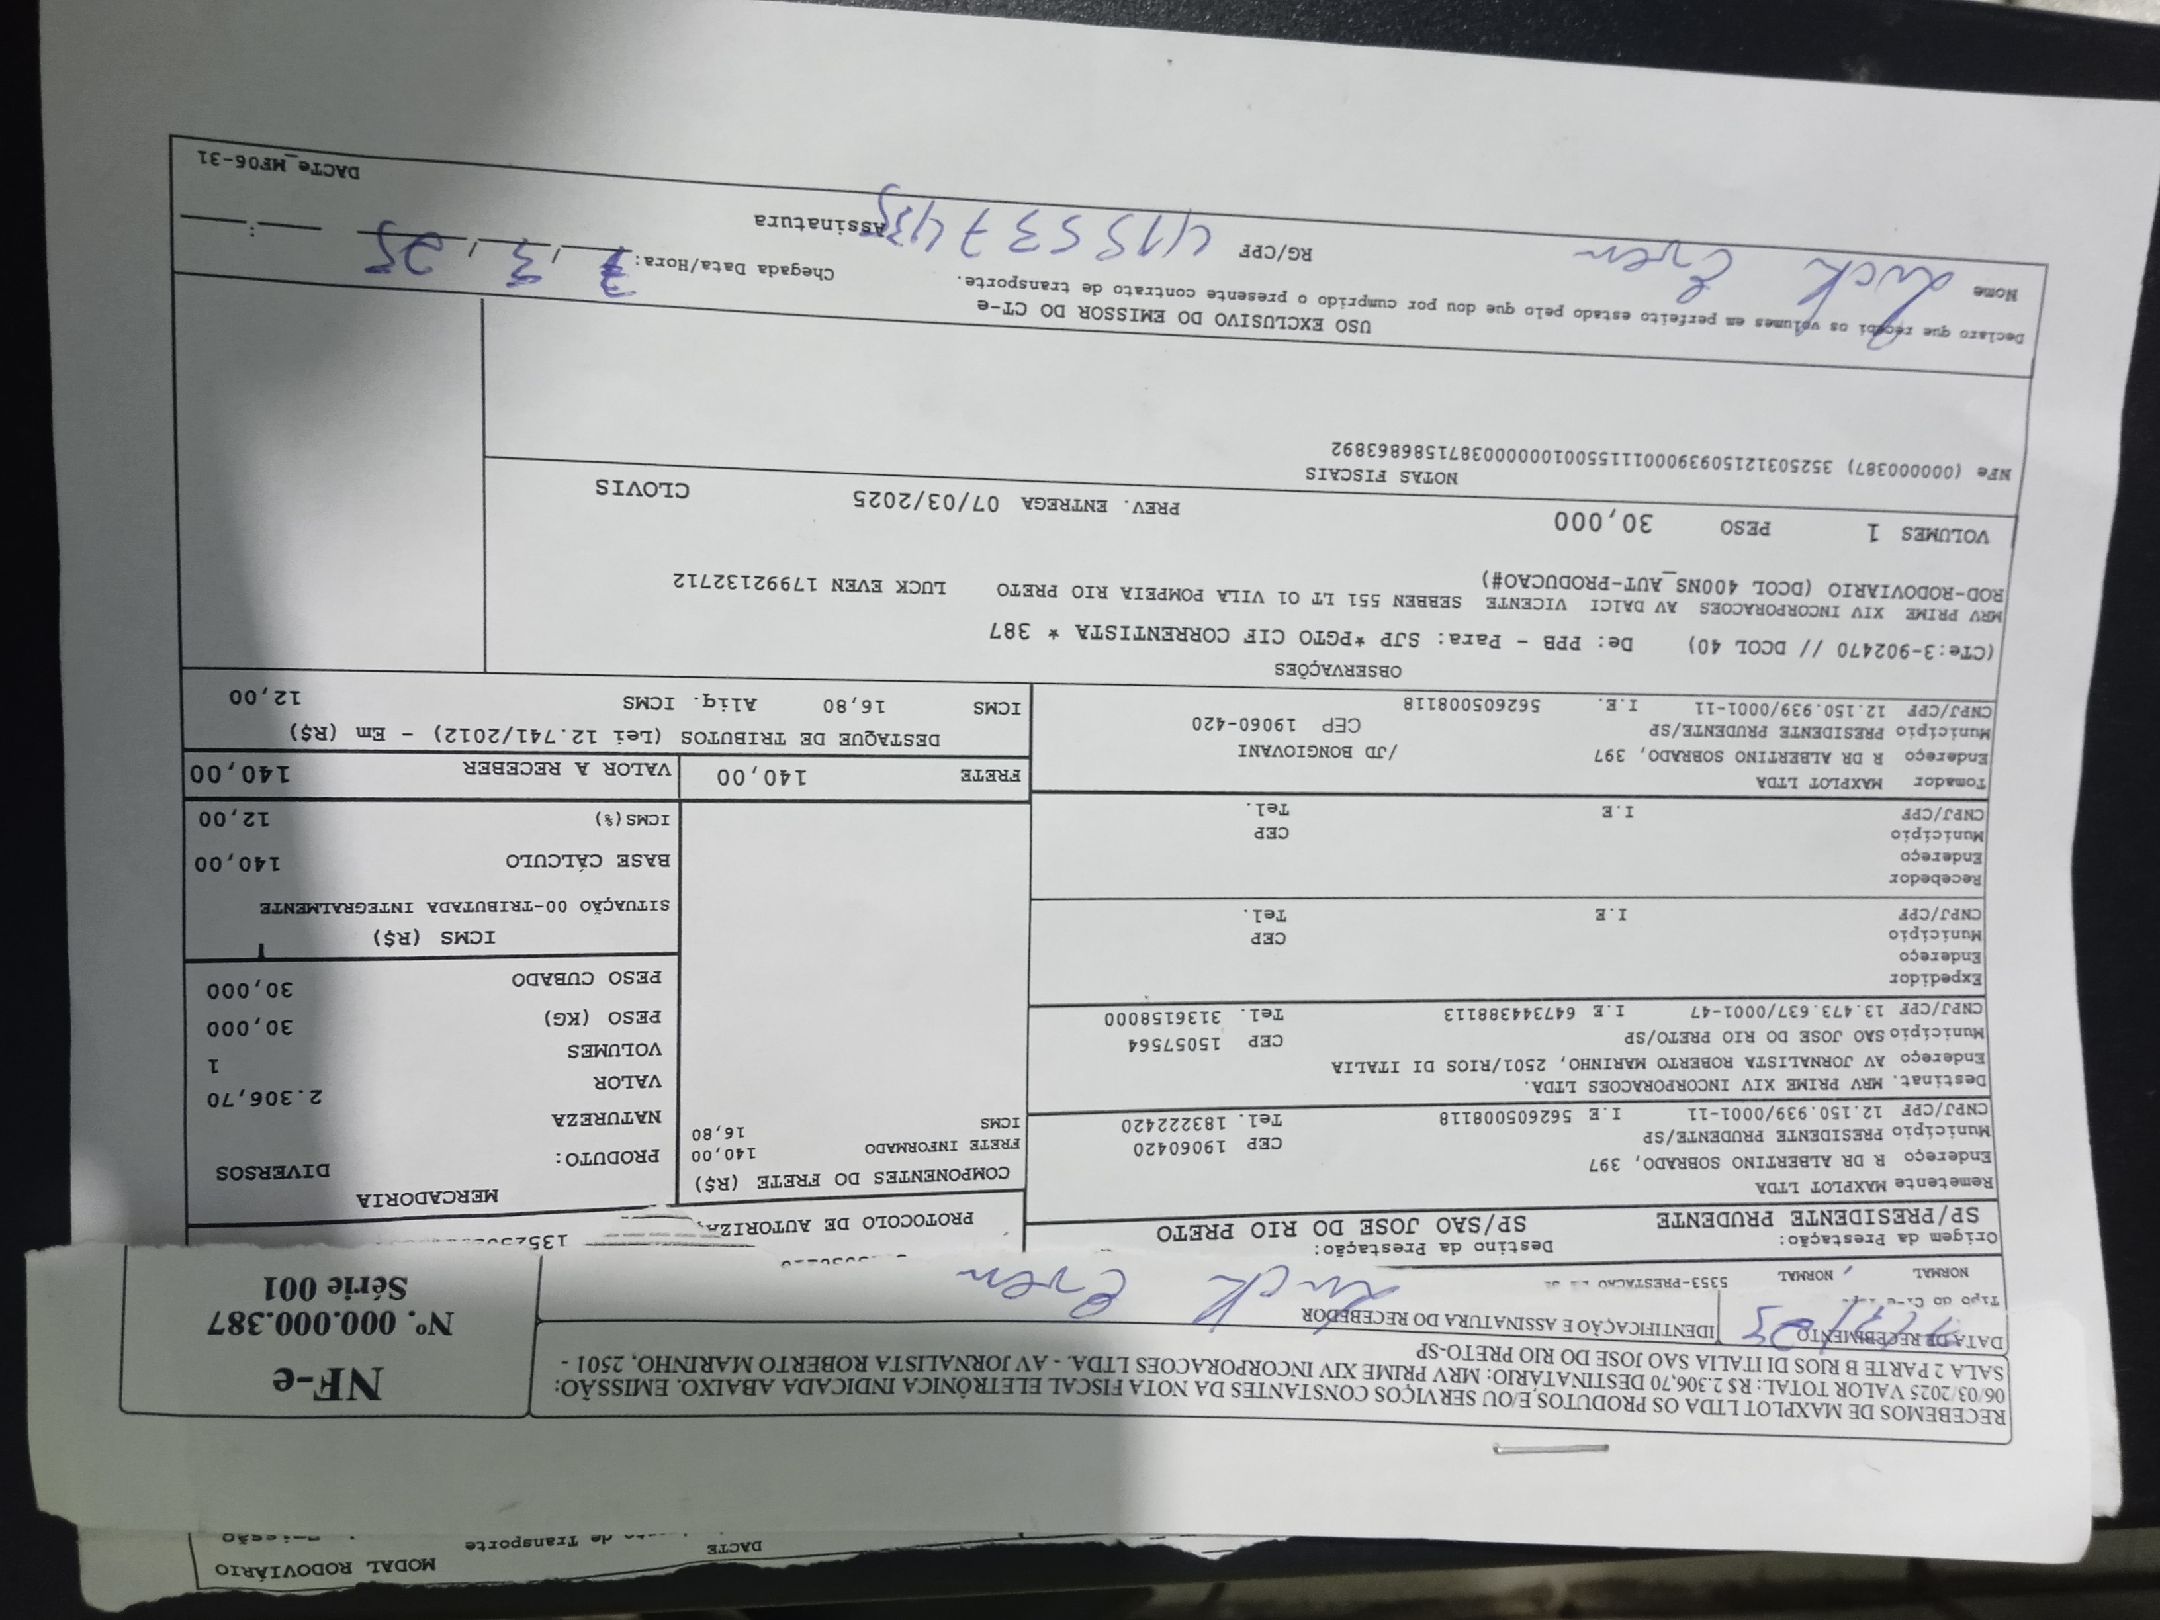 RECEBEMOS DE MAXPLOT LTDA OS PRODUTOS E/OU SERVIÇOS CONSTANTES DA NOTA FISCAL ELETRÔNICA INDICADA ABAIXO. EMISSÃO:
06/03/2025 VALOR TOTAL: R$ 2.306,70 DESTINATÁRIO: MRV PRIME XIV INCORPORACOES LTDA. - AV JORNALISTA ROBERTO MARINHO, 2501 -
SALA 2 PARTE B RIOS DI ITALIA SAO JOSE DO RIO PRETO-SP
NF-e
Nº. 000.000.387
Série 001
DATA DE RECEBIMENTO
IDENTIFICAÇÃO E ASSINATURA DO RECEBEDOR
Luck Even
MODAL RODOVIÁRIO
DACTE
de Transporte
NORMAL NORMAL 5353-PRESTACAO
Origem da Prestação: Destino da Prestação:
SP/PRESIDENTE PRUDENTE SP/SAO JOSE DO RIO PRETO
PROTOCOLO DE AUTORIZA
Remetente MAXPLOT LTDA
Endereço R DR ALBERTINO SOBRADO, 397
Município PRESIDENTE PRUDENTE/SP CEP 19060420
CNPJ/CPF 12.150.939/0001-11 I.E 562605008118 Tel. 183222420
Destinat. MRV PRIME XIV INCORPORACOES LTDA.
Endereço AV JORNALISTA ROBERTO MARINHO, 2501/RIOS DI ITALIA
Município SAO JOSE DO RIO PRETO/SP CEP 15057564
CNPJ/CPF 13.473.637/0001-47 I.E 647344388113 Tel. 3136158000
Expedidor
Endereço
Município CEP
CNPJ/CPF I.E Tel.
Recebedor
Endereço
Município CEP
CNPJ/CPF I.E Tel.
Tomador MAXPLOT LTDA
Endereço R DR ALBERTINO SOBRADO, 397 /JD BONGIOVANI
Município PRESIDENTE PRUDENTE/SP CEP 19060-420
CNPJ/CPF 12.150.939/0001-11 I.E. 562605008118
COMPONENTES DO FRETE (R$)
FRETE INFORMADO 140,00
ICMS 16,80
MERCADORIA
PRODUTO: DIVERSOS
NATUREZA
VALOR 2.306,70
VOLUMES 1
PESO (KG) 30,000
PESO CUBADO 30,000
ICMS (R$)
SITUAÇÃO 00-TRIBUTADA INTEGRALMENTE
BASE CÁLCULO 140,00
ICMS(%) 12,00
FRETE 140,00 VALOR A RECEBER 140,00
DESTAQUE DE TRIBUTOS (Lei 12.741/2012) - Em (R$)
ICMS 16,80 Aliq. ICMS 12,00
OBSERVAÇÕES
(CTe:3-902470 // DCOL 40) De: PPB - Para: SJP *PGTO CIF CORRENTISTA * 387
MRV PRIME XIV INCORPORACOES AV DAICI VICENTE SEBBEN 551 LT 01 VILA POMPEIA RIO PRETO LUCK EVEN 17992132712
ROD-RODOVIARIO (DCOL 400NS_AUT-PRODUCAO#)
VOLUMES 1 PESO 30,000 PREV. ENTREGA 07/03/2025 CLOVIS
NOTAS FISCAIS
NFe (00000387) 35250312150939000111550010000003871586863892
USO EXCLUSIVO DO EMISSOR DO CT-e
Declaro que recebi os volumes em perfeito estado pelo que dou por cumprido o presente contrato de transporte.
Chegada Data/Hora: 7 / 3 / 25 :
Nome Luck Even RG/CPF Assinatura
DACTe_MF06-31